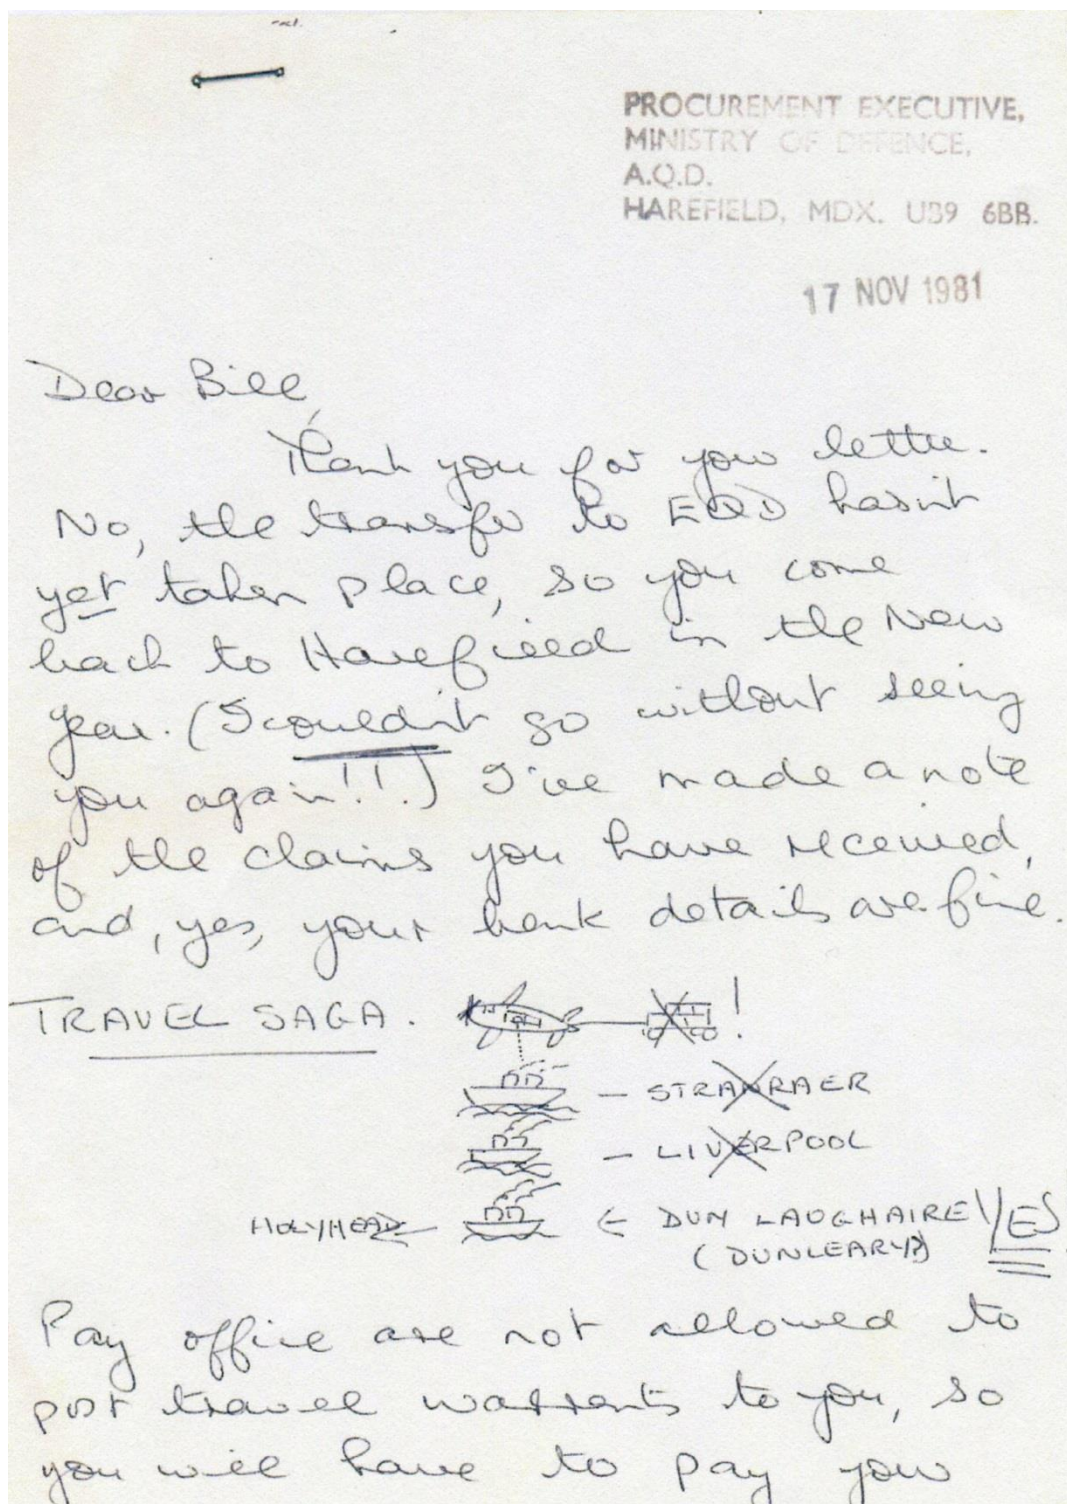 PROCUREMENT EXECUTIVE,
MINISTRY OF DEFENCE,
A.Q.D.
HAREFIELD, MDX. UB9 6BB.
17 NOV 1981
Dear Bill,
Thank you for your letter.
No, the transfer to EQD hasn't
yet taken place, so you come
back to Harefield in the New
Year. (I couldn't go without seeing
you again!!!) I've made a note
of the claims you have received,
and, yes, your bank details are fine.
TRAVEL SAGA. !
– STRANRAER
– LIVERPOOL
HOLYHEAD ← ← DUN LAUGHAIRE YES
(DUNLEARY?)
Pay office are not allowed to
post travel warrants to you, so
you will have to pay your